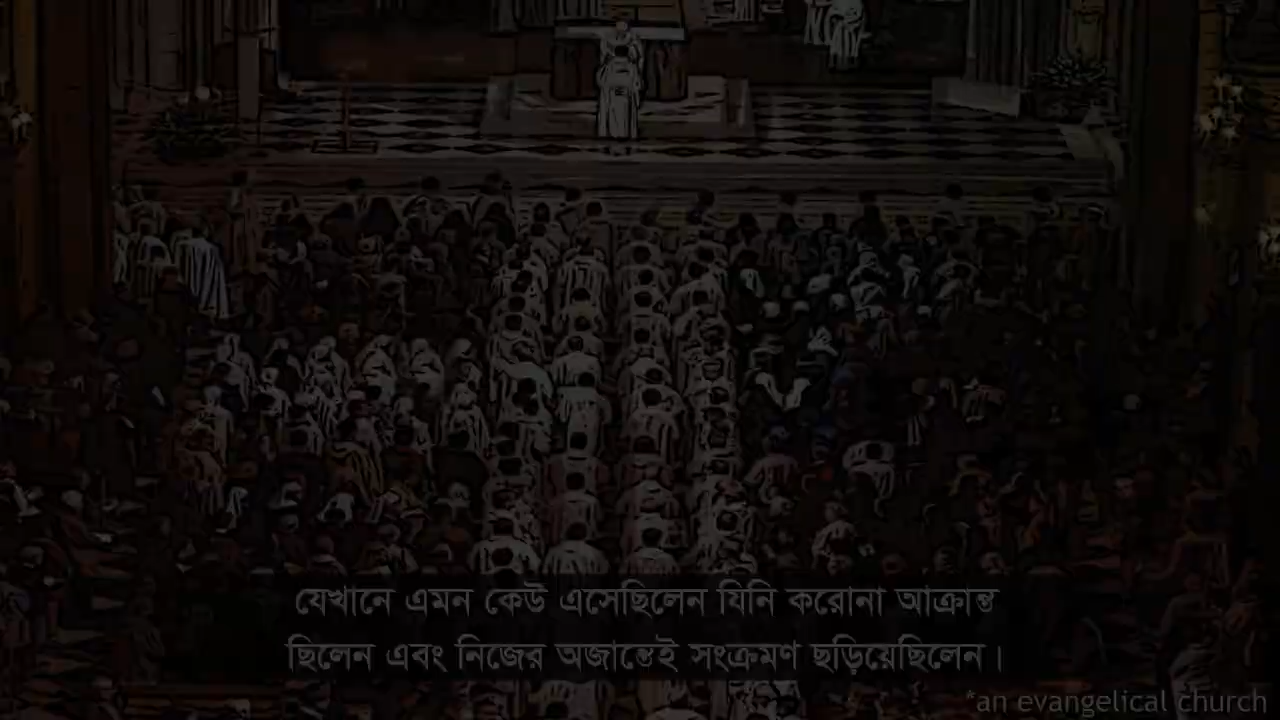 যেখানে এমন কেউ এসেছিলেন যিনি করোনা আক্রান্ত
ছিলেন এবং নিজের অজান্তেই সংক্রমণ ছড়িয়েছিলেন।
*an evangelical church